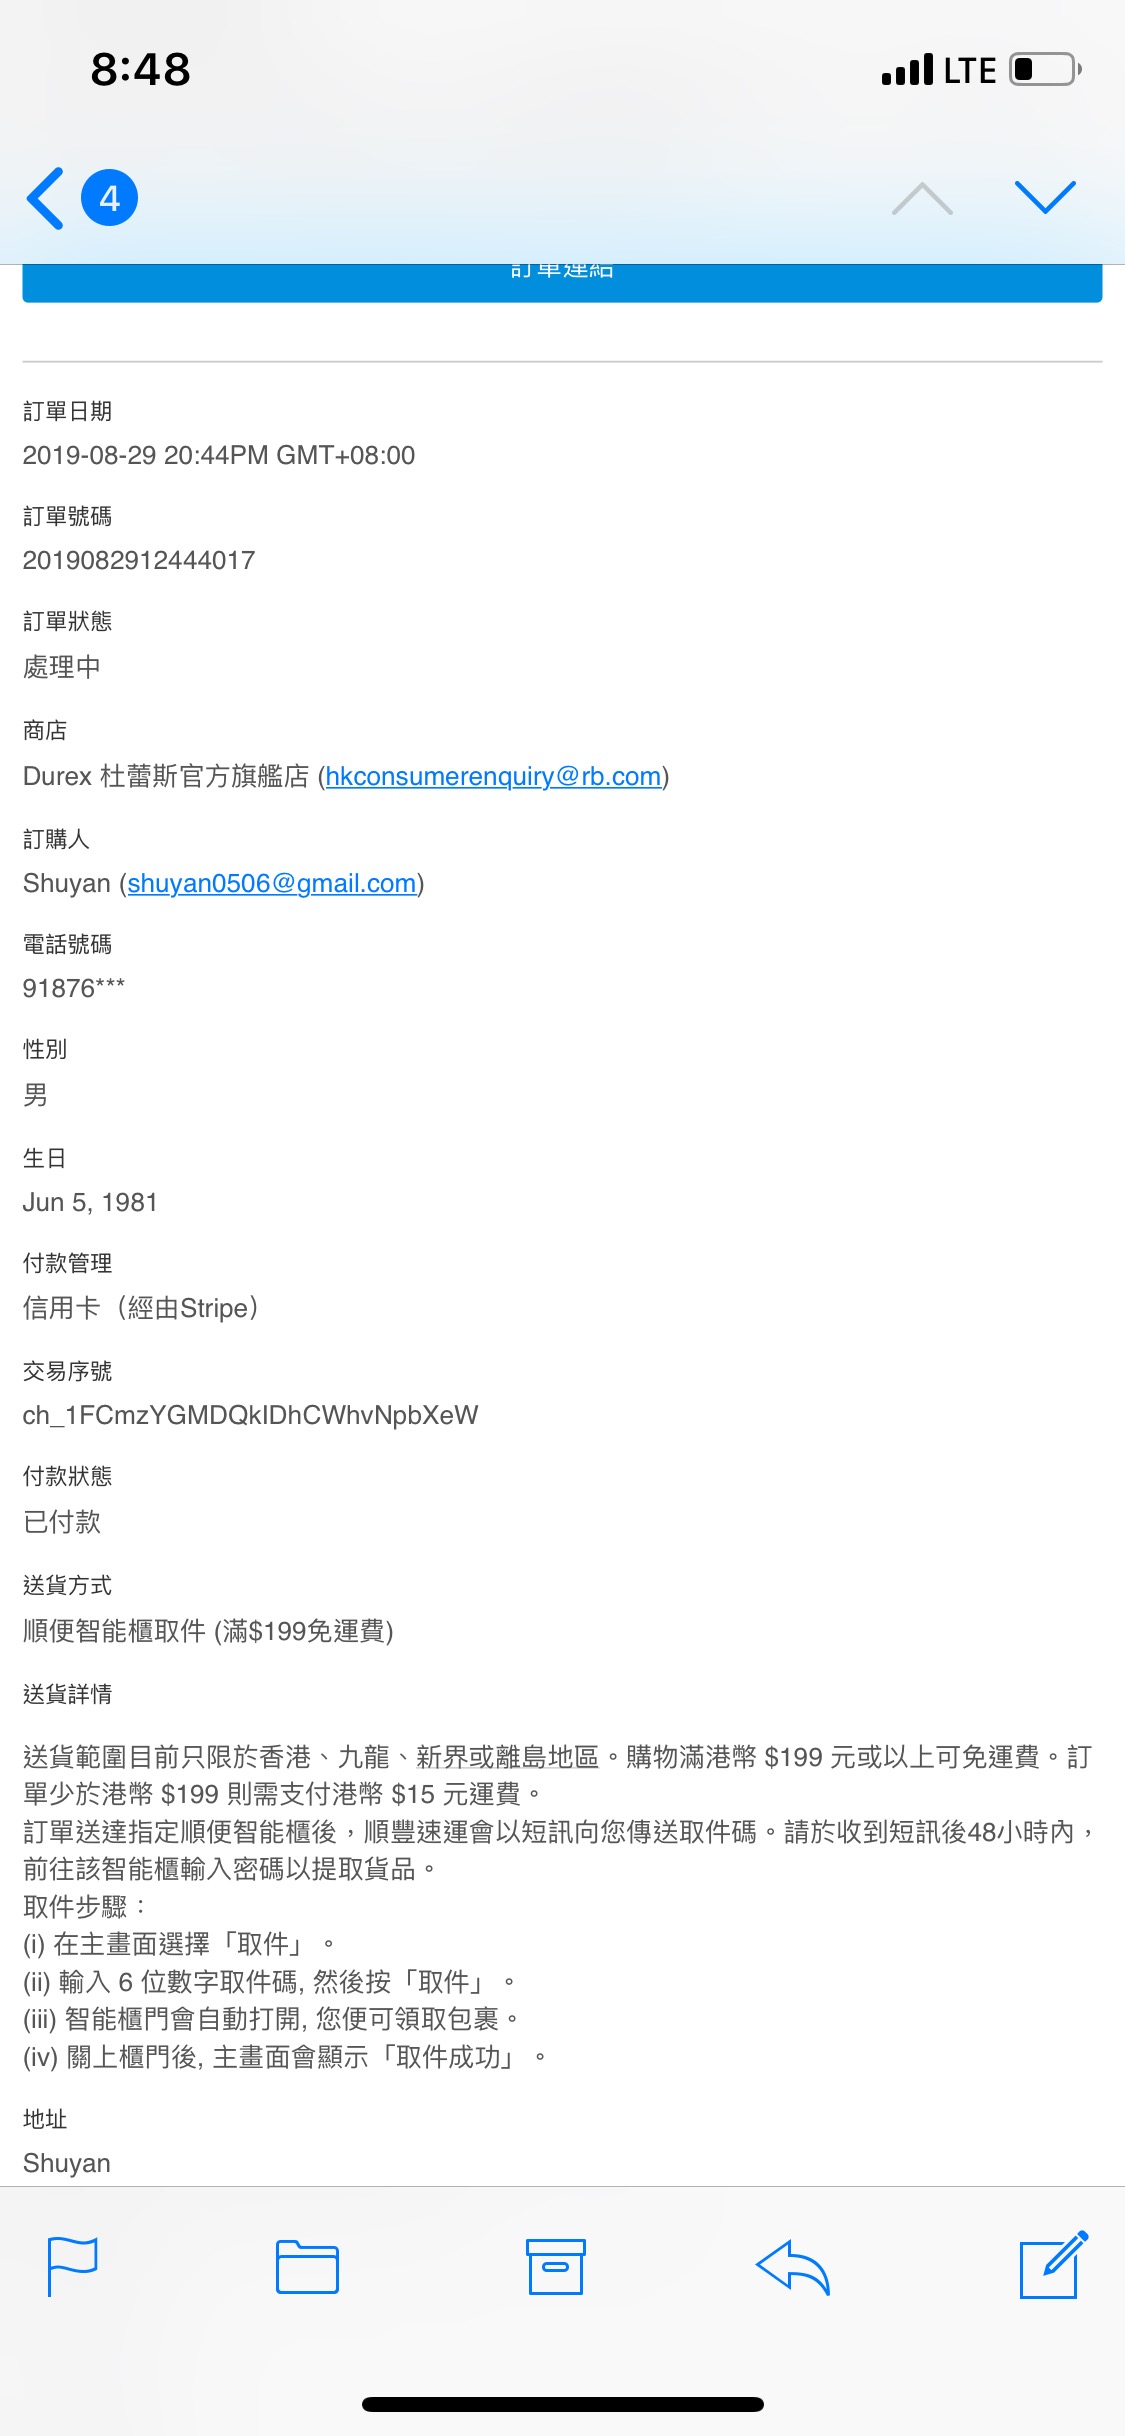 8:48
LTE
4
訂單連結
訂單日期
2019-08-29 20:44PM GMT+08:00
訂單號碼
2019082912444017
訂單狀態
處理中
商店
Durex 杜蕾斯官方旗艦店 (hkconsumerenquiry@rb.com)
訂購人
Shuyan (shuyan0506@gmail.com)
電話號碼
91876***
性別
男
生日
Jun 5, 1981
付款管理
信用卡（經由Stripe）
交易序號
ch_1FCmzYGMDQkIDhCWhvNpbXeW
付款狀態
已付款
送貨方式
順便智能櫃取件 (滿$199免運費)
送貨詳情
送貨範圍目前只限於香港、九龍、新界或離島地區。購物滿港幣 $199 元或以上可免運費。訂
單少於港幣 $199 則需支付港幣 $15 元運費。
訂單送達指定順便智能櫃後，順豐速運會以短訊向您傳送取件碼。請於收到短訊後48小時內，
前往該智能櫃輸入密碼以提取貨品。
取件步驟：
(i) 在主畫面選擇「取件」。
(ii) 輸入 6 位數字取件碼, 然後按「取件」。
(iii) 智能櫃門會自動打開, 您便可領取包裹。
(iv) 關上櫃門後, 主畫面會顯示「取件成功」。
地址
Shuyan